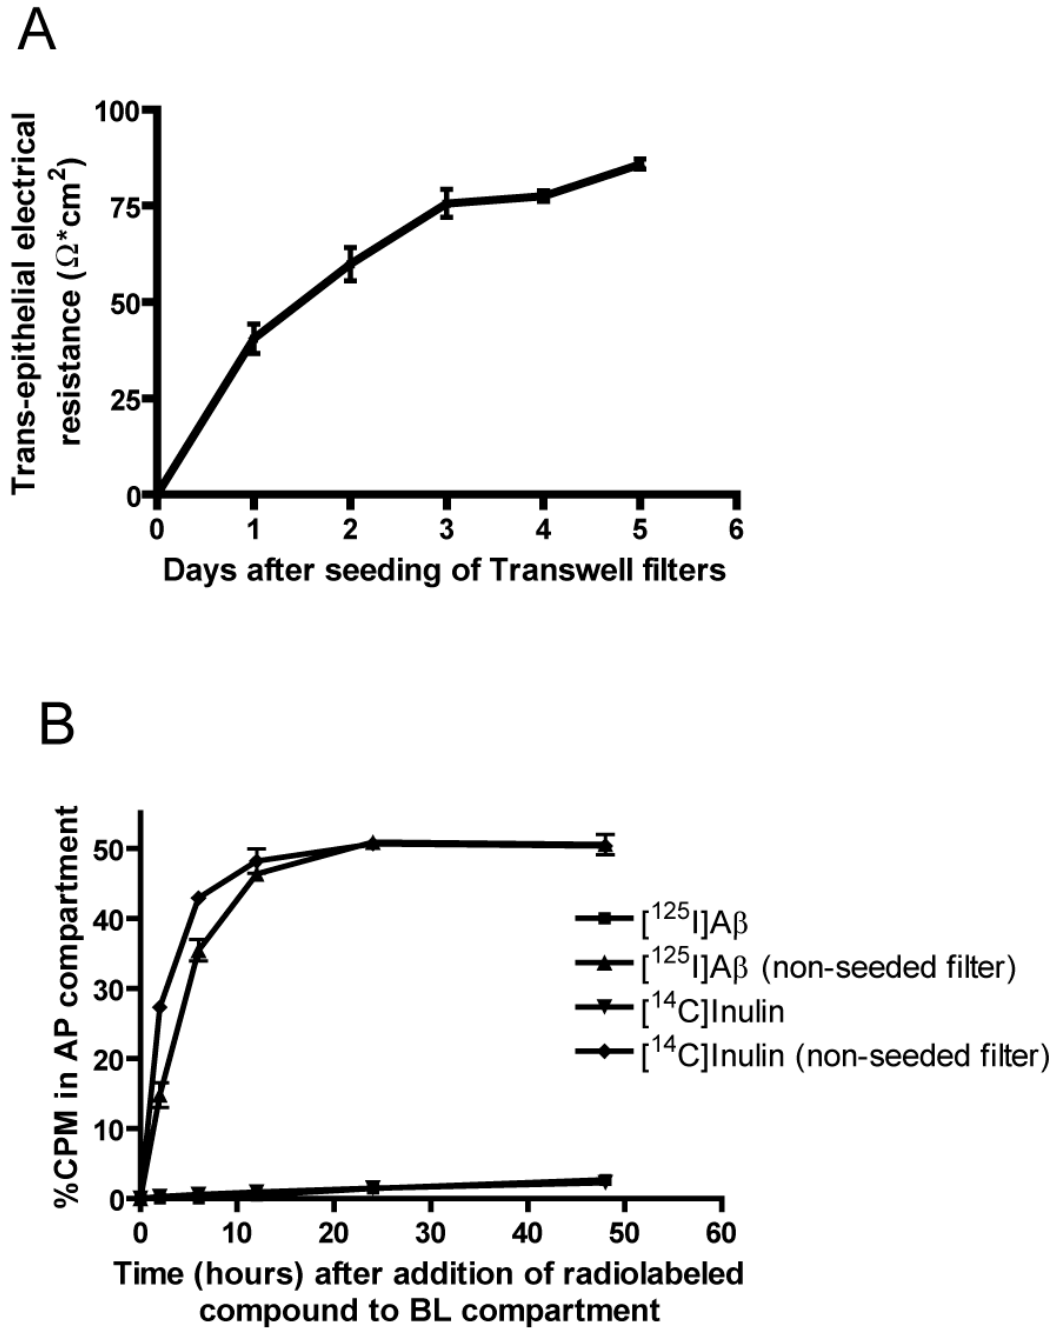 A
Trans-epithelial electrical
resistance (Ω*cm²)
100
75
50
25
0
0 1 2 3 4 5 6
Days after seeding of Transwell filters
B
%CPM in AP compartment
50
40
30
20
10
0
[¹²⁵I]Aβ
[¹²⁵I]Aβ (non-seeded filter)
[¹⁴C]Inulin
[¹⁴C]Inulin (non-seeded filter)
0 10 20 30 40 50 60
Time (hours) after addition of radiolabeled
compound to BL compartment